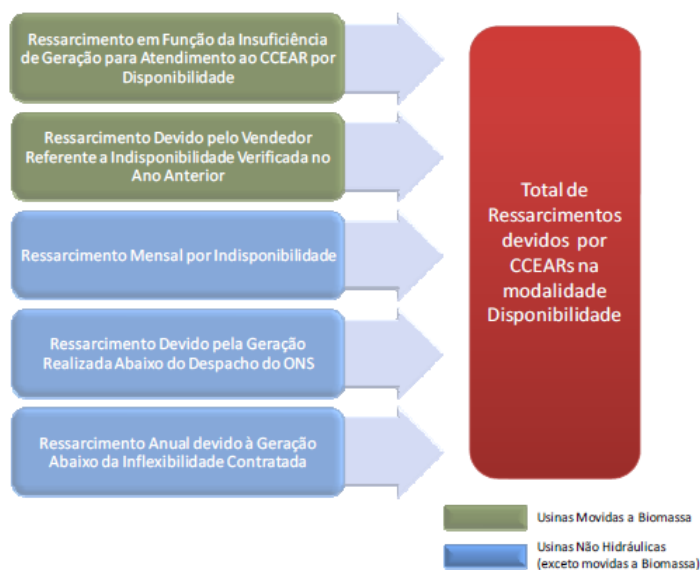 Ressarcimento em Função da Insuficiência
de Geração para Atendimento ao CCEAR por
Disponibilidade
Ressarcimento Devido pelo Vendedor
Referente a Indisponibilidade Verificada no
Ano Anterior
Ressarcimento Mensal por Indisponibilidade
Ressarcimento Devido pela Geração
Realizada Abaixo do Despacho do ONS
Ressarcimento Anual devido à Geração
Abaixo da Inflexibilidade Contratada
Total de
Ressarcimentos
devidos por
CCEARs na
modalidade
Disponibilidade
Usinas Movidas a Biomassa
Usinas Não Hidráulicas
(exceto movidas a Biomassa)